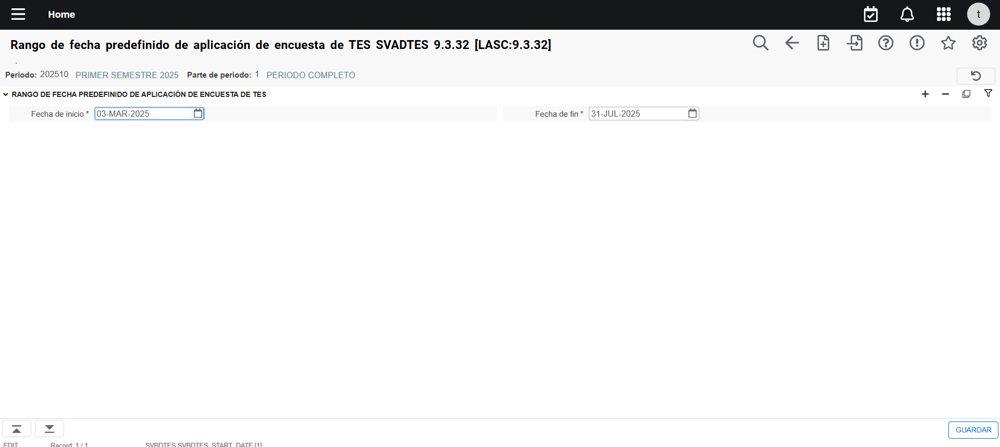 Home
t
Rango de fecha predefinido de aplicación de encuesta de TES SVADTES 9.3.32 [LASC:9.3.32]
.
Periodo: 202510 PRIMER SEMESTRE 2025 Parte de periodo: 1 PERIODO COMPLETO
RANGO DE FECHA PREDEFINIDO DE APLICACIÓN DE ENCUESTA DE TES
Fecha de inicio * 03-MAR-2025 Fecha de fin * 31-JUL-2025
GUARDAR
EDIT Record: 1 / 1 SVBDTES.SVBDTES_START_DATE [1]